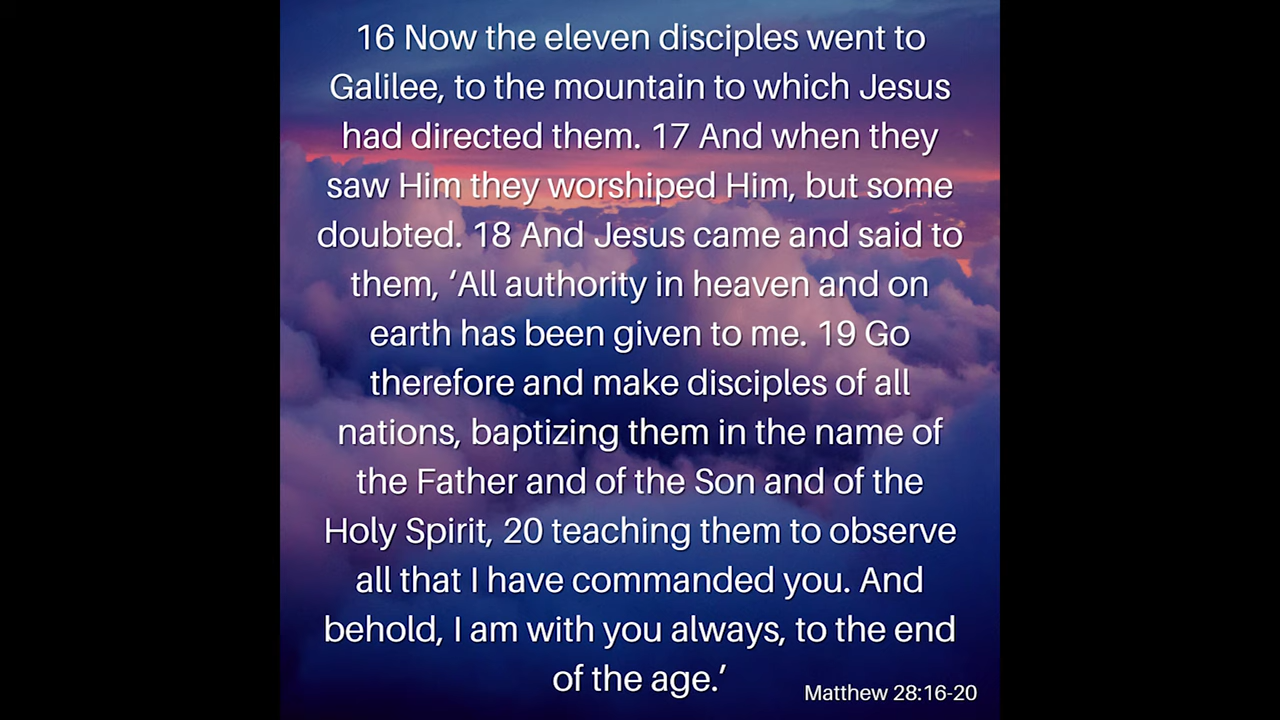 16 Now the eleven disciples went to
Galilee, to the mountain to which Jesus
had directed them. 17 And when they
saw Him they worshiped Him, but some
doubted. 18 And Jesus came and said to
them, ‘All authority in heaven and on
earth has been given to me. 19 Go
therefore and make disciples of all
nations, baptizing them in the name of
the Father and of the Son and of the
Holy Spirit, 20 teaching them to observe
all that I have commanded you. And
behold, I am with you always, to the end
of the age.’
Matthew 28:16-20